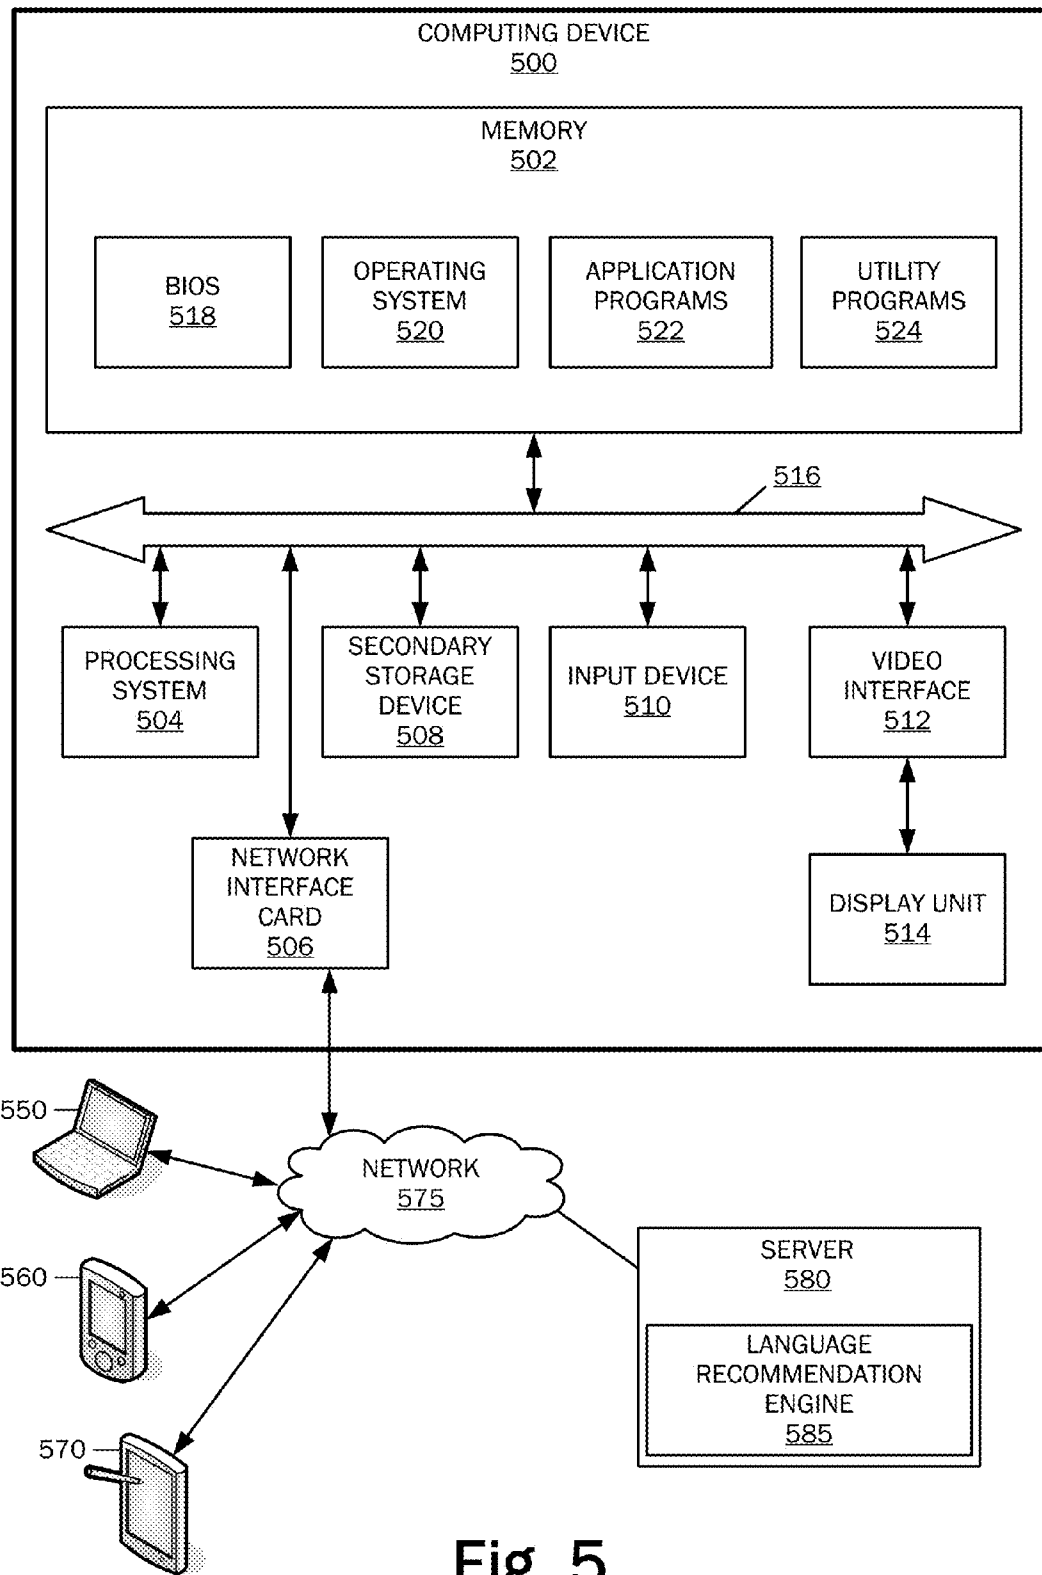 COMPUTING DEVICE
500
MEMORY
502
BIOS
518
OPERATING
SYSTEM
520
APPLICATION
PROGRAMS
522
UTILITY
PROGRAMS
524
516
PROCESSING
SYSTEM
504
SECONDARY
STORAGE
DEVICE
508
INPUT DEVICE
510
VIDEO
INTERFACE
512
NETWORK
INTERFACE
CARD
506
DISPLAY UNIT
514
550
NETWORK
575
560
SERVER
580
LANGUAGE
RECOMMENDATION
ENGINE
585
570
Fig. 5